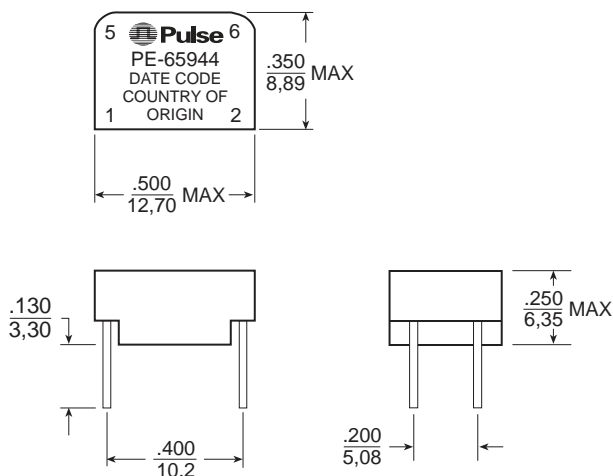 5 Pulse 6
PE-65944
DATE CODE
COUNTRY OF
1 ORIGIN 2
.350
8,89 MAX
.500
12,70 MAX
.130
3,30
.400
10,2
.250
6,35 MAX
.200
5,08